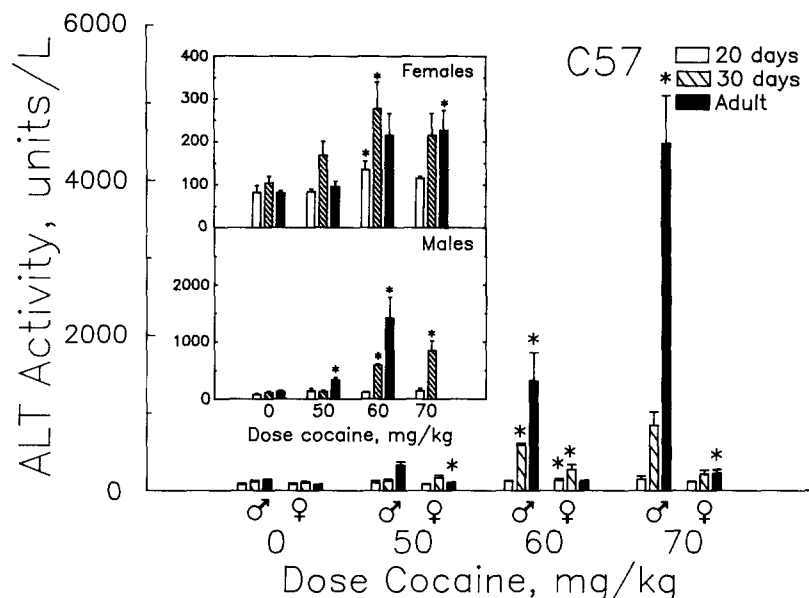 ALT Activity, units/L
6000
4000
2000
0
C57
20 days
30 days
Adult
Females
400
300
200
100
0
Males
2000
1000
0
0 50 60 70
Dose cocaine, mg/kg
* * *
* * * *
* * * * * * *
♂ ♀ ♂ ♀ ♂ ♀ ♂ ♀
0 50 60 70
Dose Cocaine, mg/kg